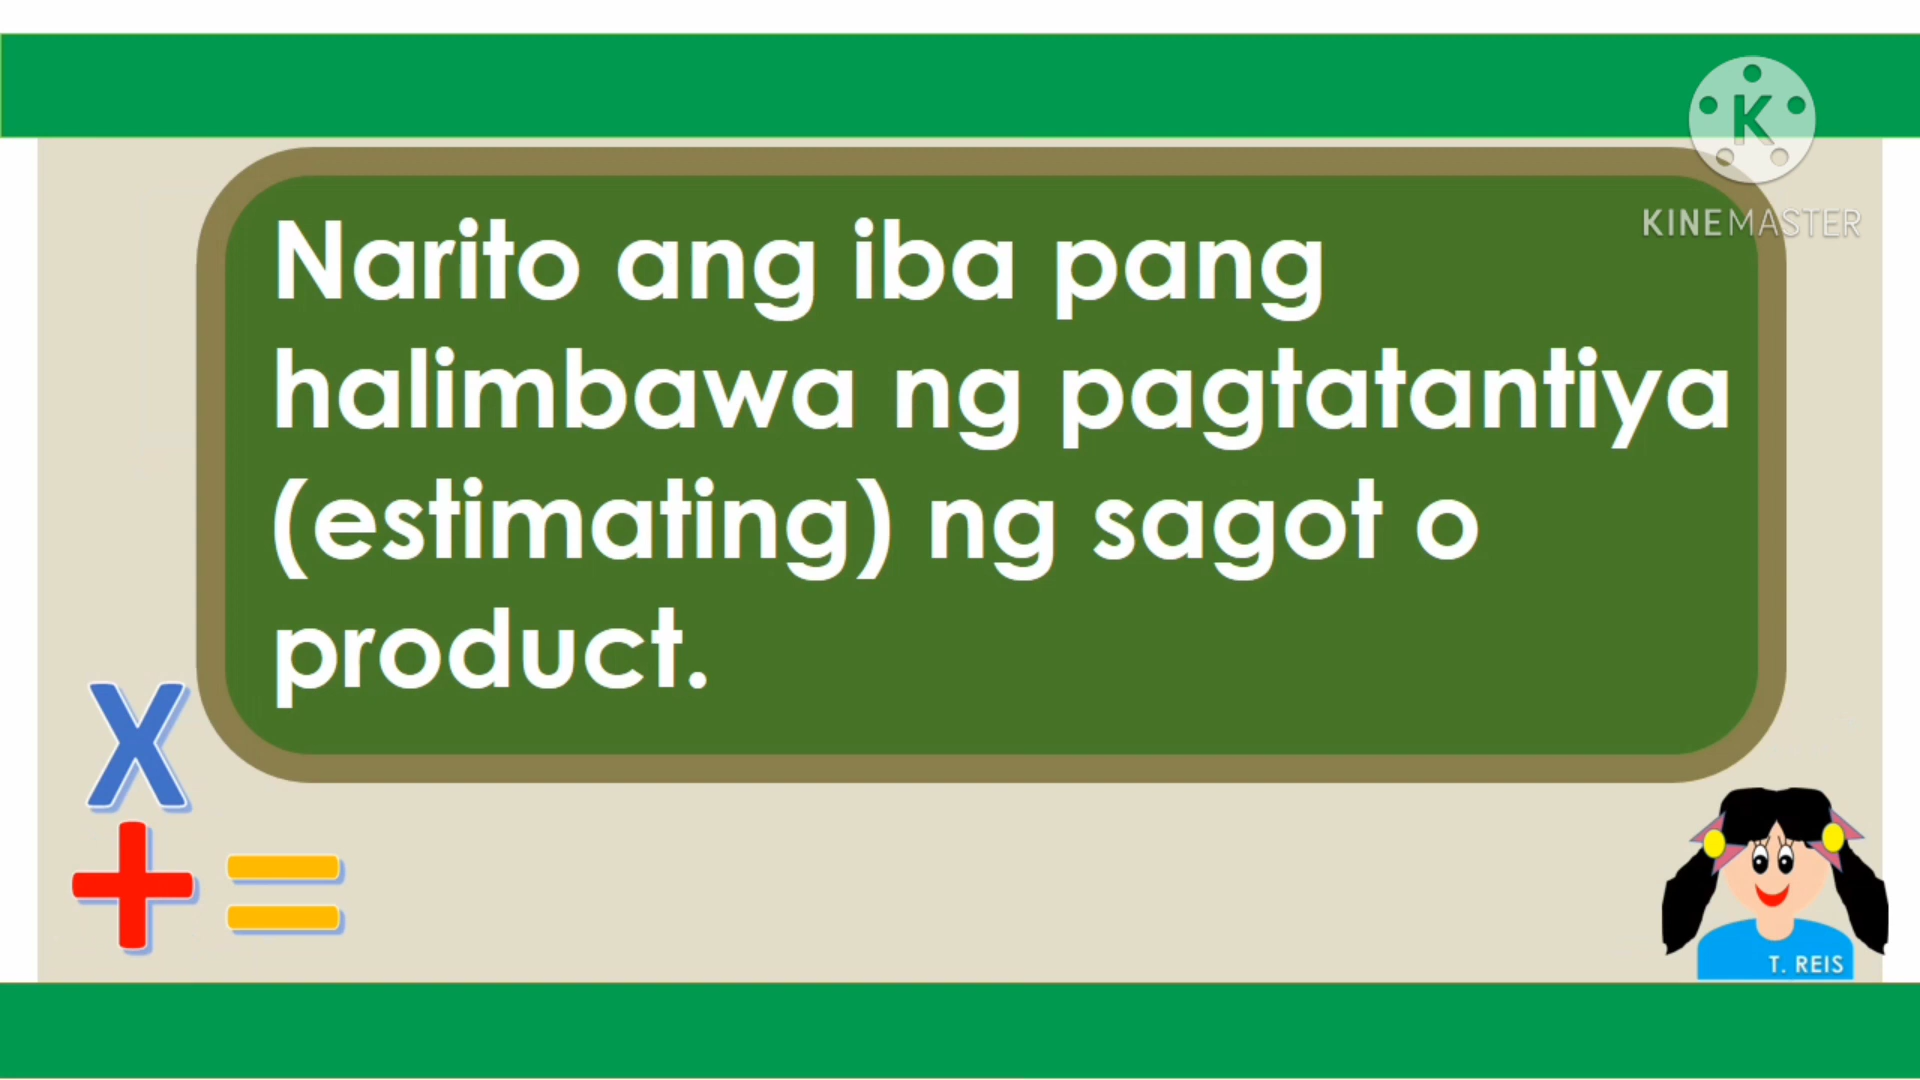 K
KINEMASTER
Narito ang iba pang
halimbawa ng pagtatantiya
(estimating) ng sagot o
product.
X
+ =
T. REIS